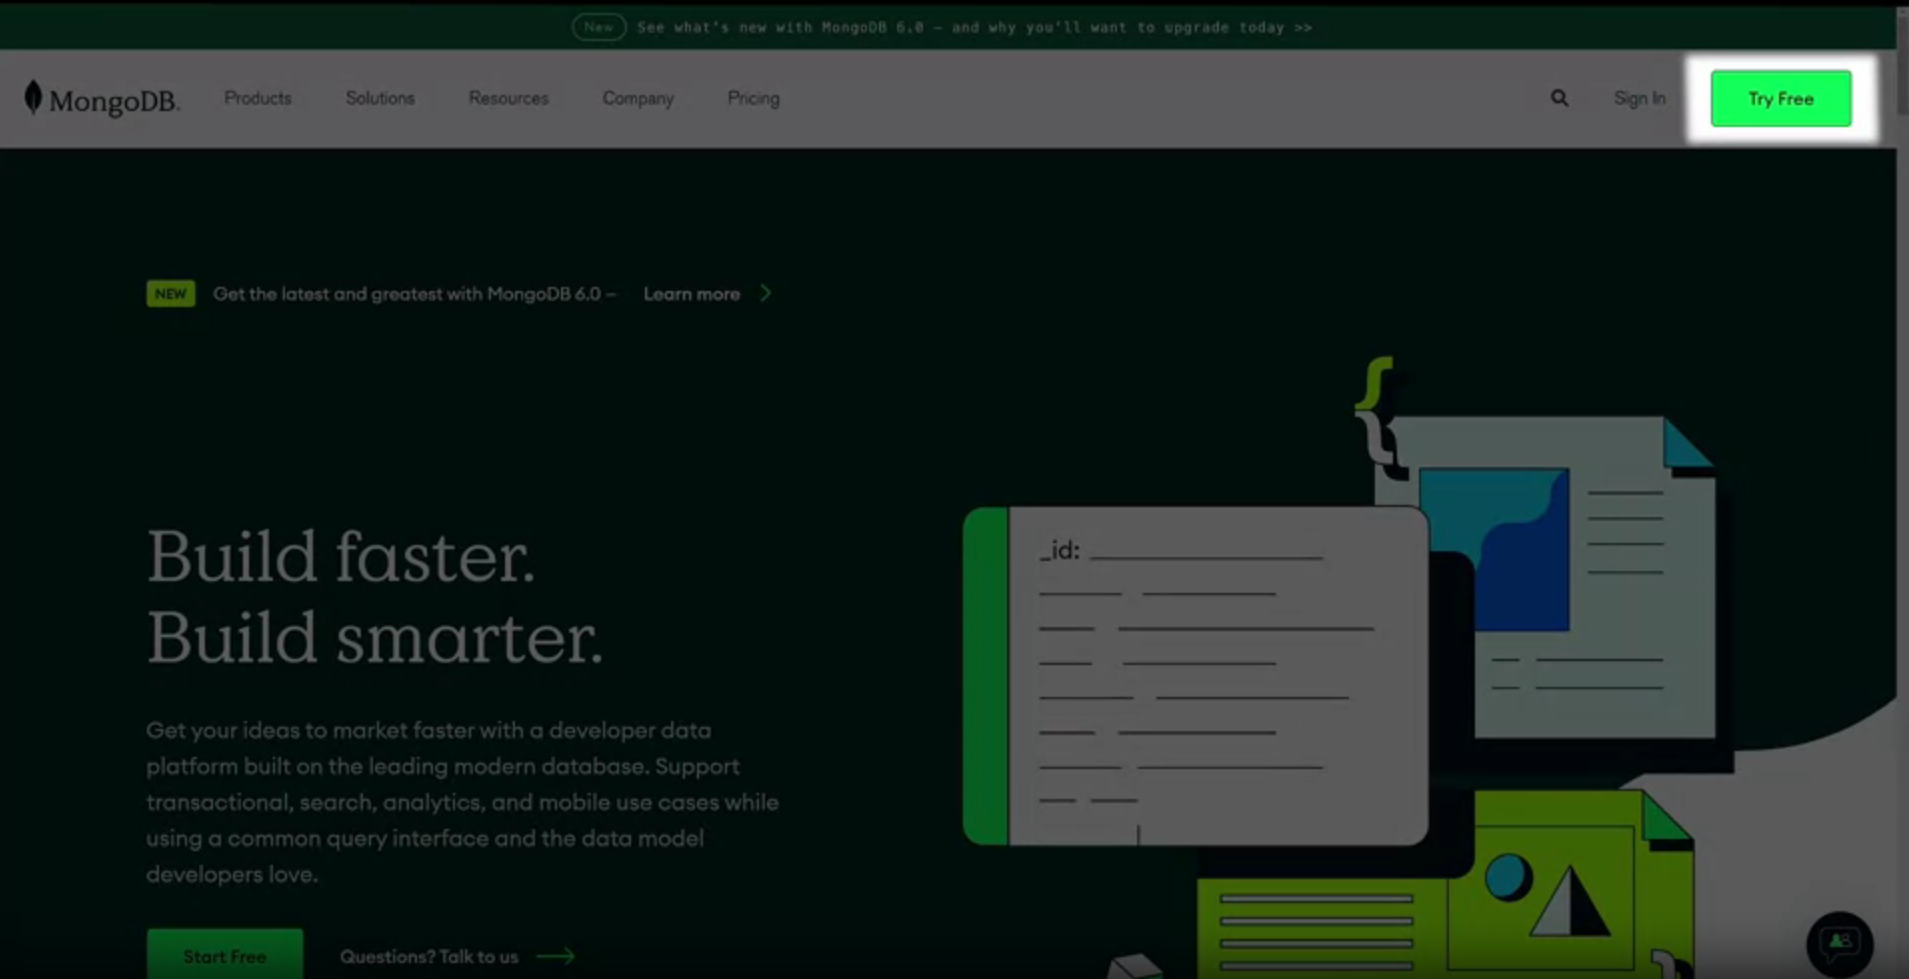 New See what's new with MongoDB 6.0 — and why you'll want to upgrade today >>
MongoDB. Products Solutions Resources Company Pricing Sign In Try Free
NEW Get the latest and greatest with MongoDB 6.0 – Learn more
Build faster.
Build smarter.
_id:
Get your ideas to market faster with a developer data
platform built on the leading modern database. Support
transactional, search, analytics, and mobile use cases while
using a common query interface and the data model
developers love.
Start Free Questions? Talk to us